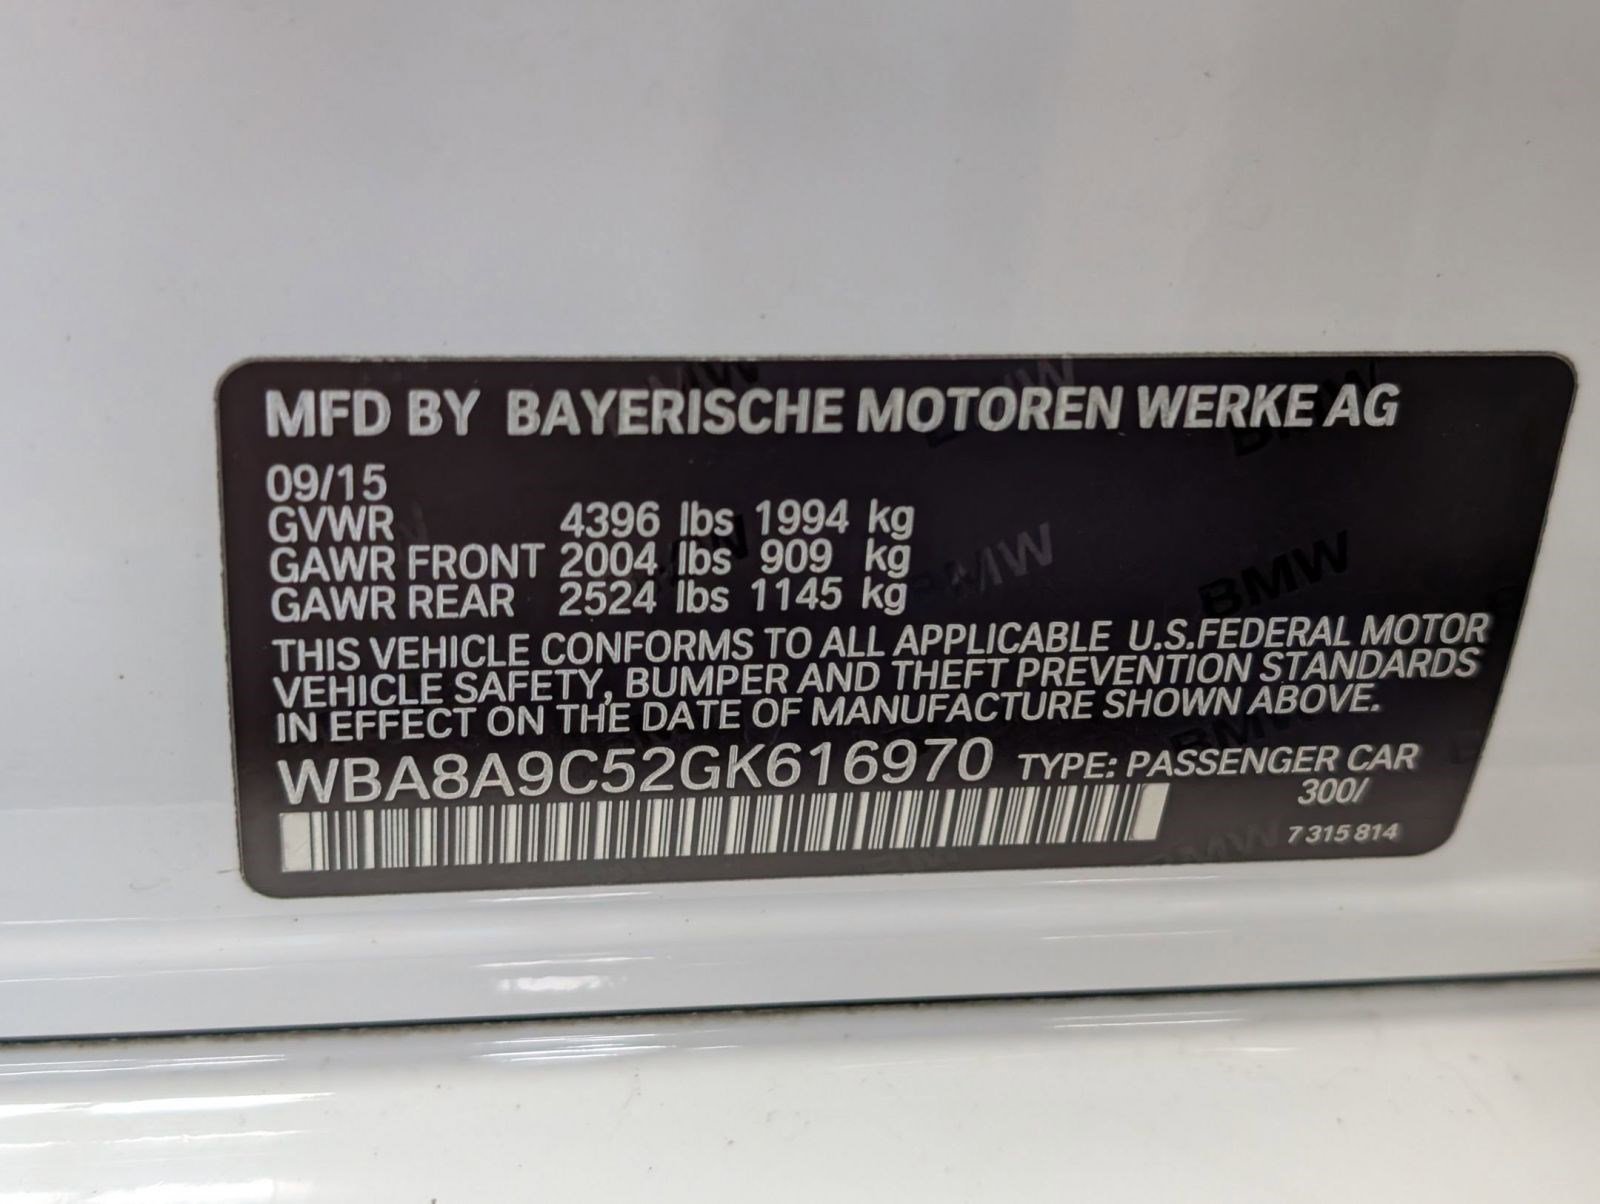 MFD BY BAYERISCHE MOTOREN WERKE AG
09/15
GVWR 4396 lbs 1994 kg
GAWR FRONT 2004 lbs 909 kg
GAWR REAR 2524 lbs 1145 kg
THIS VEHICLE CONFORMS TO ALL APPLICABLE U.S.FEDERAL MOTOR
VEHICLE SAFETY, BUMPER AND THEFT PREVENTION STANDARDS
IN EFFECT ON THE DATE OF MANUFACTURE SHOWN ABOVE.
WBA8A9C52GK616970 TYPE: PASSENGER CAR
300/
7 315 814